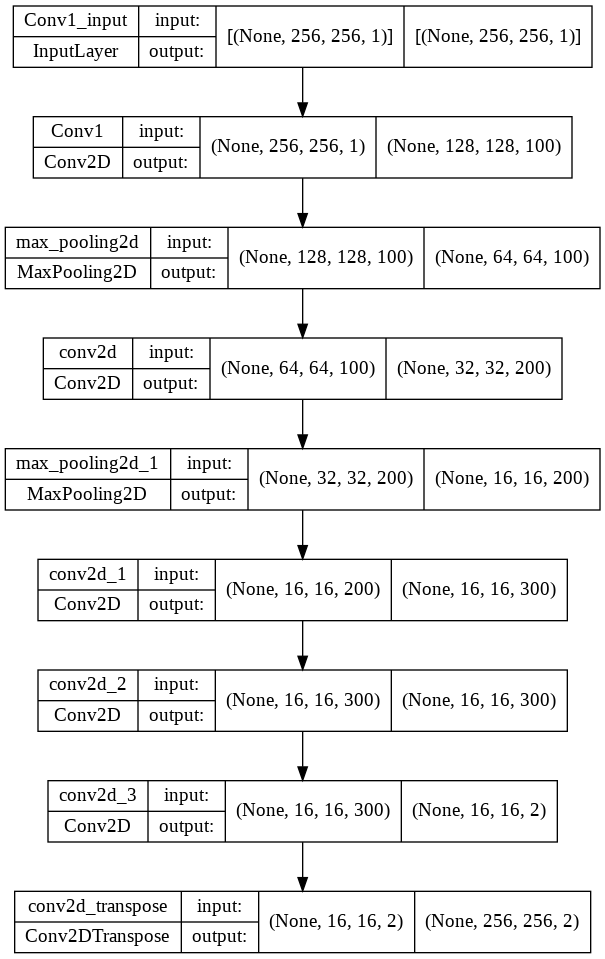 Conv1_input input: [(None, 256, 256, 1)] [(None, 256, 256, 1)]
InputLayer output:
Conv1 input: (None, 256, 256, 1) (None, 128, 128, 100)
Conv2D output:
max_pooling2d input: (None, 128, 128, 100) (None, 64, 64, 100)
MaxPooling2D output:
conv2d input: (None, 64, 64, 100) (None, 32, 32, 200)
Conv2D output:
max_pooling2d_1 input: (None, 32, 32, 200) (None, 16, 16, 200)
MaxPooling2D output:
conv2d_1 input: (None, 16, 16, 200) (None, 16, 16, 300)
Conv2D output:
conv2d_2 input: (None, 16, 16, 300) (None, 16, 16, 300)
Conv2D output:
conv2d_3 input: (None, 16, 16, 300) (None, 16, 16, 2)
Conv2D output:
conv2d_transpose input: (None, 16, 16, 2) (None, 256, 256, 2)
Conv2DTranspose output: